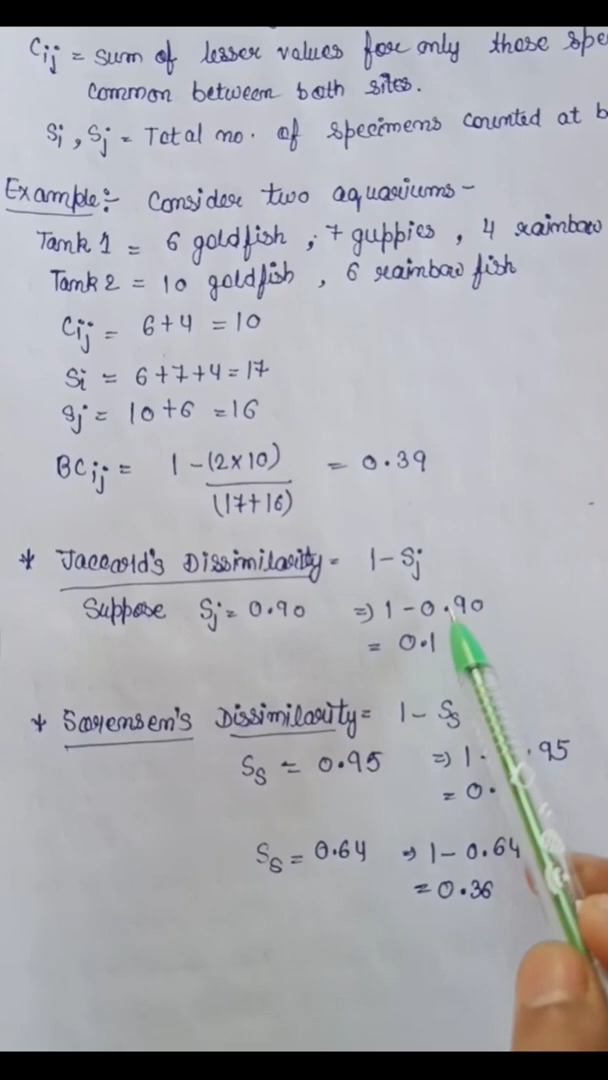 Cij = sum of lesser values for only those spe
common between both sites.
Si, Sj = Total no. of specimens counted at b
Example:- Consider two aquariums-
Tank 1 = 6 goldfish, 7 guppies, 4 rainbow
Tank 2 = 10 goldfish, 6 rainbow fish
Cij = 6+4 = 10
Si = 6+7+4=17
Sj = 10+6 = 16
BCij = 1 - (2×10) / (17+16) = 0.39
* Jaccard's Dissimilarity = 1-Sj
Suppose Sj = 0.90 => 1-0.90
= 0.1
* Sorensen's Dissimilarity = 1- Ss
Ss = 0.95 => 1- .95
= 0.
Ss = 0.64 => 1-0.64
= 0.36